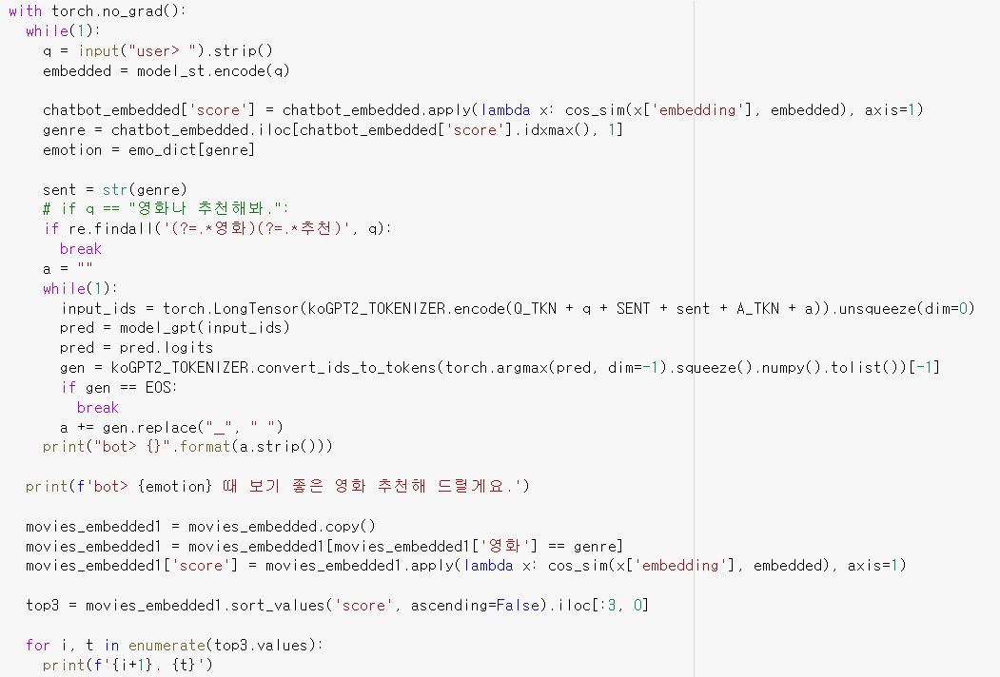 with torch.no_grad():
  while(1):
    q = input("user> ").strip()
    embedded = model_st.encode(q)

    chatbot_embedded['score'] = chatbot_embedded.apply(lambda x: cos_sim(x['embedding'], embedded), axis=1)
    genre = chatbot_embedded.iloc[chatbot_embedded['score'].idxmax(), 1]
    emotion = emo_dict[genre]

    sent = str(genre)
    # if q == "영화나 추천해봐.":
    if re.findall('(?=.*영화)(?=.*추천)', q):
      break
    a = ""
    while(1):
      input_ids = torch.LongTensor(koGPT2_TOKENIZER.encode(Q_TKN + q + SENT + sent + A_TKN + a)).unsqueeze(dim=0)
      pred = model_gpt(input_ids)
      pred = pred.logits
      gen = koGPT2_TOKENIZER.convert_ids_to_tokens(torch.argmax(pred, dim=-1).squeeze().numpy().tolist())[-1]
      if gen == EOS:
        break
      a += gen.replace("_", " ")
    print("bot> {}".format(a.strip()))

  print(f'bot> {emotion} 때 보기 좋은 영화 추천해 드릴게요.')

  movies_embedded1 = movies_embedded.copy()
  movies_embedded1 = movies_embedded1[movies_embedded1['영화'] == genre]
  movies_embedded1['score'] = movies_embedded1.apply(lambda x: cos_sim(x['embedding'], embedded), axis=1)

  top3 = movies_embedded1.sort_values('score', ascending=False).iloc[:3, 0]

  for i, t in enumerate(top3.values):
    print(f'{i+1}. {t}')